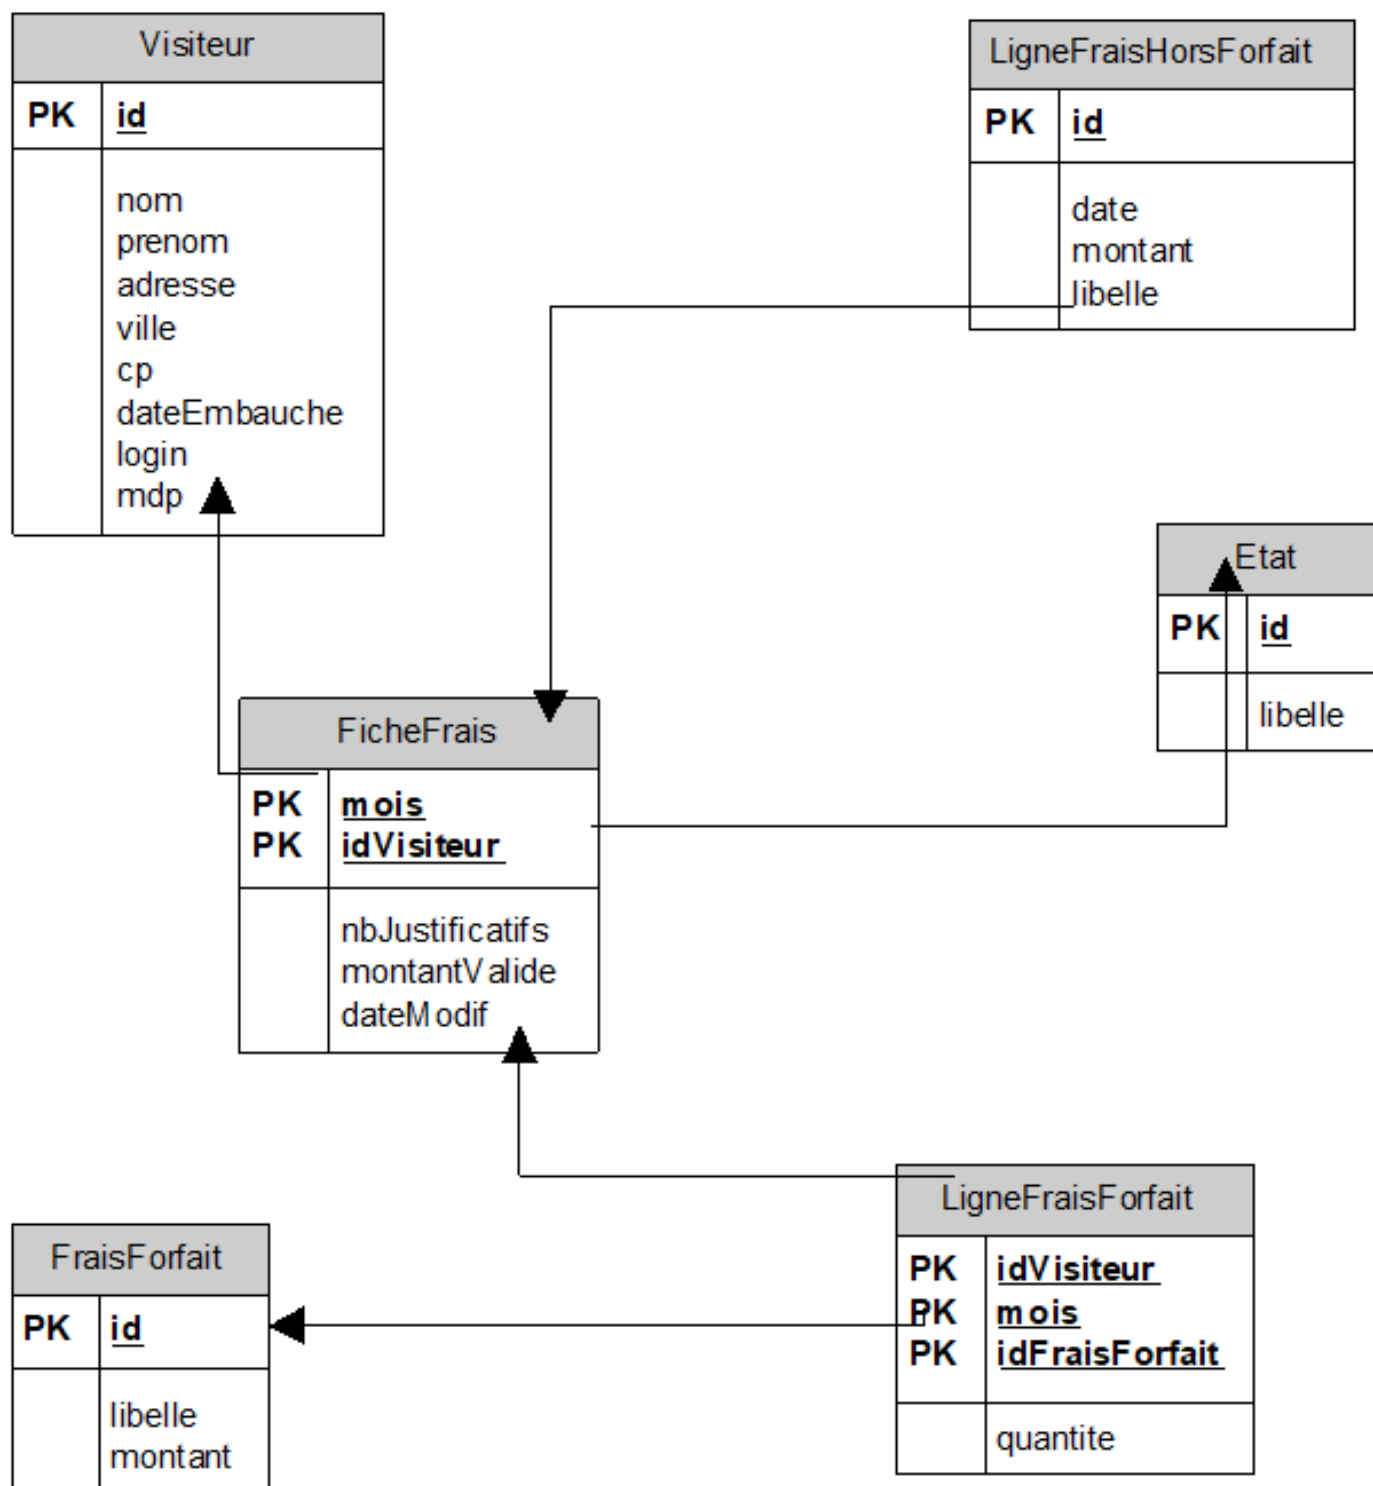 Visiteur
PK id
nom
prenom
adresse
ville
cp
dateEmbauche
login
mdp
LigneFraisHorsForfait
PK id
date
montant
libelle
Etat
PK id
libelle
FicheFrais
PK mois
PK idVisiteur
nbJustificatifs
montantValide
dateModif
LigneFraisForfait
PK idVisiteur
PK mois
PK idFraisForfait
quantite
FraisForfait
PK id
libelle
montant